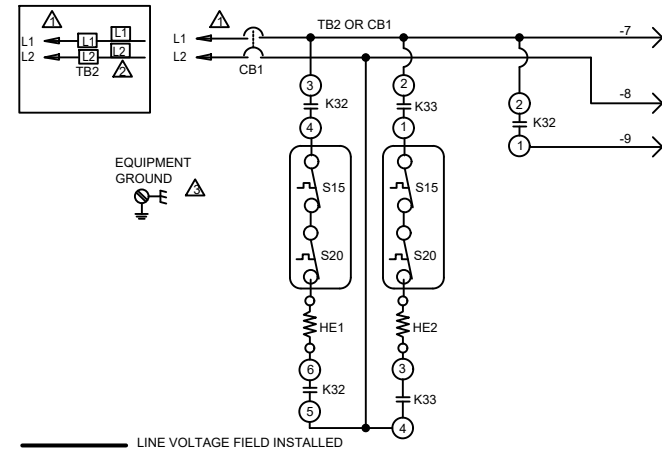 1
L1 L1 L1
L2 L2 L2
TB2 2
1
L1
L2
CB1
TB2 OR CB1
-7
-8
-9
3
K32
4
2
K33
1
2
K32
1
EQUIPMENT
GROUND
3
S15
S20
S15
S20
HE1
HE2
6
K32
5
3
K33
4
LINE VOLTAGE FIELD INSTALLED